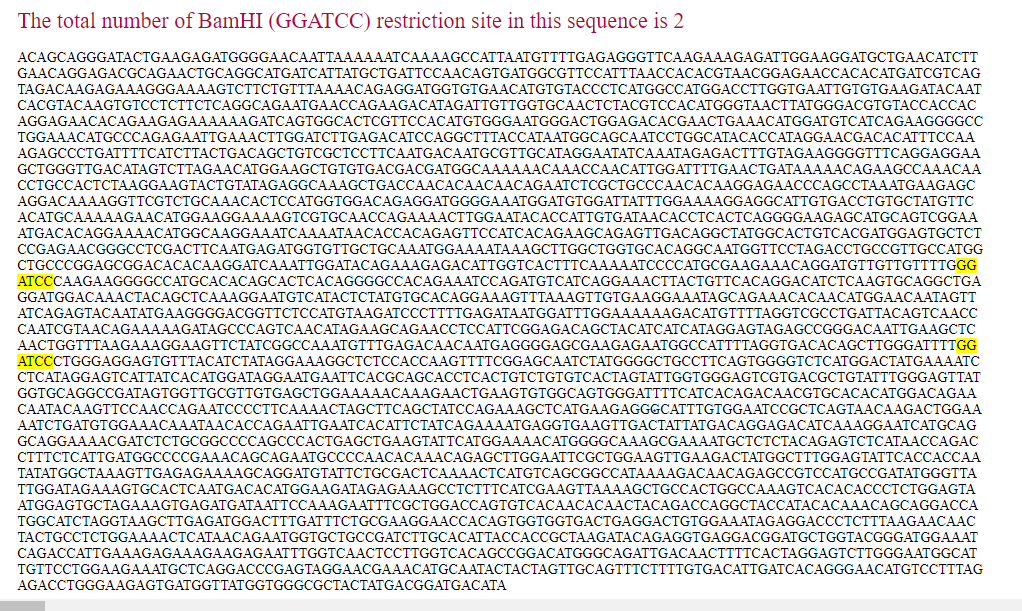 The total number of BamHI (GGATCC) restriction site in this sequence is 2
ACAGCAGGGATACTGAAGAGATGGGGAACAATTAAAAAATCAAAAGCCATTAATGTTTTGAGAGGGTTCAAGAAAGAGATTGGAAGGATGCTGAACATCTT
GAACAGGAGACGCAGAACTGCAGGCATGATCATTATGCTGATTCCAACAGTGATGGCGTTCCATTTAACCACACGTAACGGAGAACCACACATGATCGTCAG
TAGACAAGAGAAAGGGAAAAGTCTTCTGTTTAAAACAGAGGATGGTGTGAACATGTGTACCCTCATGGCCATGGACCTTGGTGAATTGTGTGAAGATACAAT
CACGTACAAGTGTCCTCTTCTCAGGCAGAATGAACCAGAAGACATAGATTGTTGGTGCAACTCTACGTCCACATGGGTAACTTATGGGACGTGTACCACCAC
AGGAGAACACAGAAGAGAAAAAAGATCAGTGGCACTCGTTCCACATGTGGGAATGGGACTGGAGACACGAACTGAAACATGGATGTCATCAGAAGGGGCC
TGGAAACATGCCCAGAGAATTGAAACTTGGATCTTGAGACATCCAGGCTTTACCATAATGGCAGCAATCCTGGCATACACCATAGGAACGACACATTTCCAA
AGAGCCCTGATTTTCATCTTACTGACAGCTGTCGCTCCTTCAATGACAATGCGTTGCATAGGAATATCAAATAGAGACTTTGTAGAAGGGGTTTCAGGAGGAA
GCTGGGTTGACATAGTCTTAGAACATGGAAGCTGTGTGACGACGATGGCAAAAAACAAACCAACATTGGATTTTGAACTGATAAAAACAGAAGCCAAACAA
CCTGCCACTCTAAGGAAGTACTGTATAGAGGCAAAGCTGACCAACACAACAACAGAATCTCGCTGCCCAACACAAGGAGAACCCAGCCTAAATGAAGAGC
AGGACAAAAGGTTCGTCTGCAAACACTCCATGGTGGACAGAGGATGGGGAAATGGATGTGGATTATTTGGAAAAGGAGGCATTGTGACCTGTGCTATGTTC
ACATGCAAAAAGAACATGGAAGGAAAAGTCGTGCAACCAGAAAACTTGGAATACACCATTGTGATAACACCTCACTCAGGGGAAGAGCATGCAGTCGGAA
ATGACACAGGAAAACATGGCAAGGAAATCAAAATAACACCACAGAGTTCCATCACAGAAGCAGAGTTGACAGGCTATGGCACTGTCACGATGGAGTGCTCT
CCGAGAACGGGCCTCGACTTCAATGAGATGGTGTTGCTGCAAATGGAAAATAAAGCTTGGCTGGTGCACAGGCAATGGTTCCTAGACCTGCCGTTGCCATGG
CTGCCCGGAGCGGACACACAAGGATCAAATTGGATACAGAAAGAGACATTGGTCACTTTCAAAAATCCCCATGCGAAGAAACAGGATGTTGTTGTTTTGGG
ATCCCAAGAAGGGGCCATGCACACAGCACTCACAGGGGCCACAGAAATCCAGATGTCATCAGGAAACTTACTGTTCACAGGACATCTCAAGTGCAGGCTGA
GGATGGACAAACTACAGCTCAAAGGAATGTCATACTCTATGTGCACAGGAAAGTTTAAAGTTGTGAAGGAAATAGCAGAAACACAACATGGAACAATAGTT
ATCAGAGTACAATATGAAGGGGACGGTTCTCCATGTAAGATCCCTTTTGAGATAATGGATTTGGAAAAAAGACATGTTTTAGGTCGCCTGATTACAGTCAACC
CAATCGTAACAGAAAAAGATAGCCCAGTCAACATAGAAGCAGAACCTCCATTCGGAGACAGCTACATCATCATAGGAGTAGAGCCGGGACAATTGAAGCTC
AACTGGTTTAAGAAAGGAAGTTCTATCGGCCAAATGTTTGAGACAACAATGAGGGGAGCGAAGAGAATGGCCATTTTAGGTGACACAGCTTGGGATTTTGG
ATCCCTGGGAGGAGTGTTTACATCTATAGGAAAGGCTCTCCACCAAGTTTTCGGAGCAATCTATGGGGCTGCCTTCAGTGGGGTCTCATGGACTATGAAAATC
CTCATAGGAGTCATTATCACATGGATAGGAATGAATTCACGCAGCACCTCACTGTCTGTGTCACTAGTATTGGTGGGAGTCGTGACGCTGTATTTGGGAGTTAT
GGTGCAGGCCGATAGTGGTTGCGTTGTGAGCTGGAAAAACAAAGAACTGAAGTGTGGCAGTGGGATTTTCATCACAGACAACGTGCACACATGGACAGAA
CAATACAAGTTCCAACCAGAATCCCCTTCAAAACTAGCTTCAGCTATCCAGAAAGCTCATGAAGAGGGCATTTGTGGAATCCGCTCAGTAACAAGACTGGAA
AATCTGATGTGGAAACAAATAACACCAGAATTGAATCACATTCTATCAGAAAATGAGGTGAAGTTGACTATTATGACAGGAGACATCAAAGGAATCATGCAG
GCAGGAAAACGATCTCTGCGGCCCCAGCCCACTGAGCTGAAGTATTCATGGAAAACATGGGGCAAAGCGAAAATGCTCTCTACAGAGTCTCATAACCAGAC
CTTTCTCATTGATGGCCCCGAAACAGCAGAATGCCCCAACACAAACAGAGCTTGGAATTCGCTGGAAGTTGAAGACTATGGCTTTGGAGTATTCACCACCAA
TATATGGCTAAAGTTGAGAGAAAAGCAGGATGTATTCTGCGACTCAAAACTCATGTCAGCGGCCATAAAAGACAACAGAGCCGTCCATGCCGATATGGGTTA
TTGGATAGAAAGTGCACTCAATGACACATGGAAGATAGAGAAAGCCTCTTTCATCGAAGTTAAAAGCTGCCACTGGCCAAAGTCACACACCCTCTGGAGTA
ATGGAGTGCTAGAAAGTGAGATGATAATTCCAAAGAATTTCGCTGGACCAGTGTCACAACACAACTACAGACCAGGCTACCATACACAAACAGCAGGACCA
TGGCATCTAGGTAAGCTTGAGATGGACTTTGATTTCTGCGAAGGAACCACAGTGGTGGTGACTGAGGACTGTGGAAATAGAGGACCCTCTTTAAGAACAAC
TACTGCCTCTGGAAAACTCATAACAGAATGGTGCTGCCGATCTTGCACATTACCACCGCTAAGATACAGAGGTGAGGACGGATGCTGGTACGGGATGGAAAT
CAGACCATTGAAAGAGAAAGAAGAGAATTTGGTCAACTCCTTGGTCACAGCCGGACATGGGCAGATTGACAACTTTTCACTAGGAGTCTTGGGAATGGCAT
TGTTCCTGGAAGAAATGCTCAGGACCCGAGTAGGAACGAAACATGCAATACTACTAGTTGCAGTTTCTTTTGTGACATTGATCACAGGGAACATGTCCTTTAG
AGACCTGGGAAGAGTGATGGTTATGGTGGGCGCTACTATGACGGATGACATA